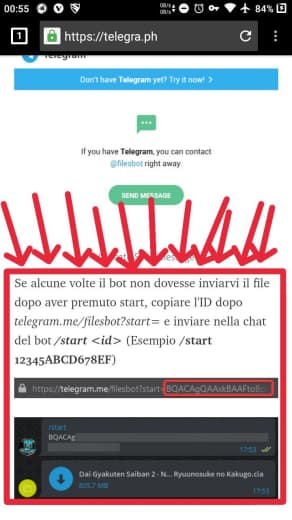 00:55
0B/s
0B/s
84%
1
https://telegra.ph
Telegram
Don't have Telegram yet? Try it now! >
If you have Telegram, you can contact
@filesbot right away.
SEND MESSAGE
Se alcune volte il bot non dovesse inviarvi il file
dopo aver premuto start, copiare l'ID dopo
telegram.me/filesbot?start= e inviare nella chat
del bot /start <id> (Esempio /start
12345ABCD678EF)
https://telegram.me/filesbot?start=BQACAgQAAxkBAAFto8
/start
BQACAg
17:53
Dai Gyakuten Saiban 2 - N... Ryuunosuke no Kakugo.cia
835.7 MB
17:53